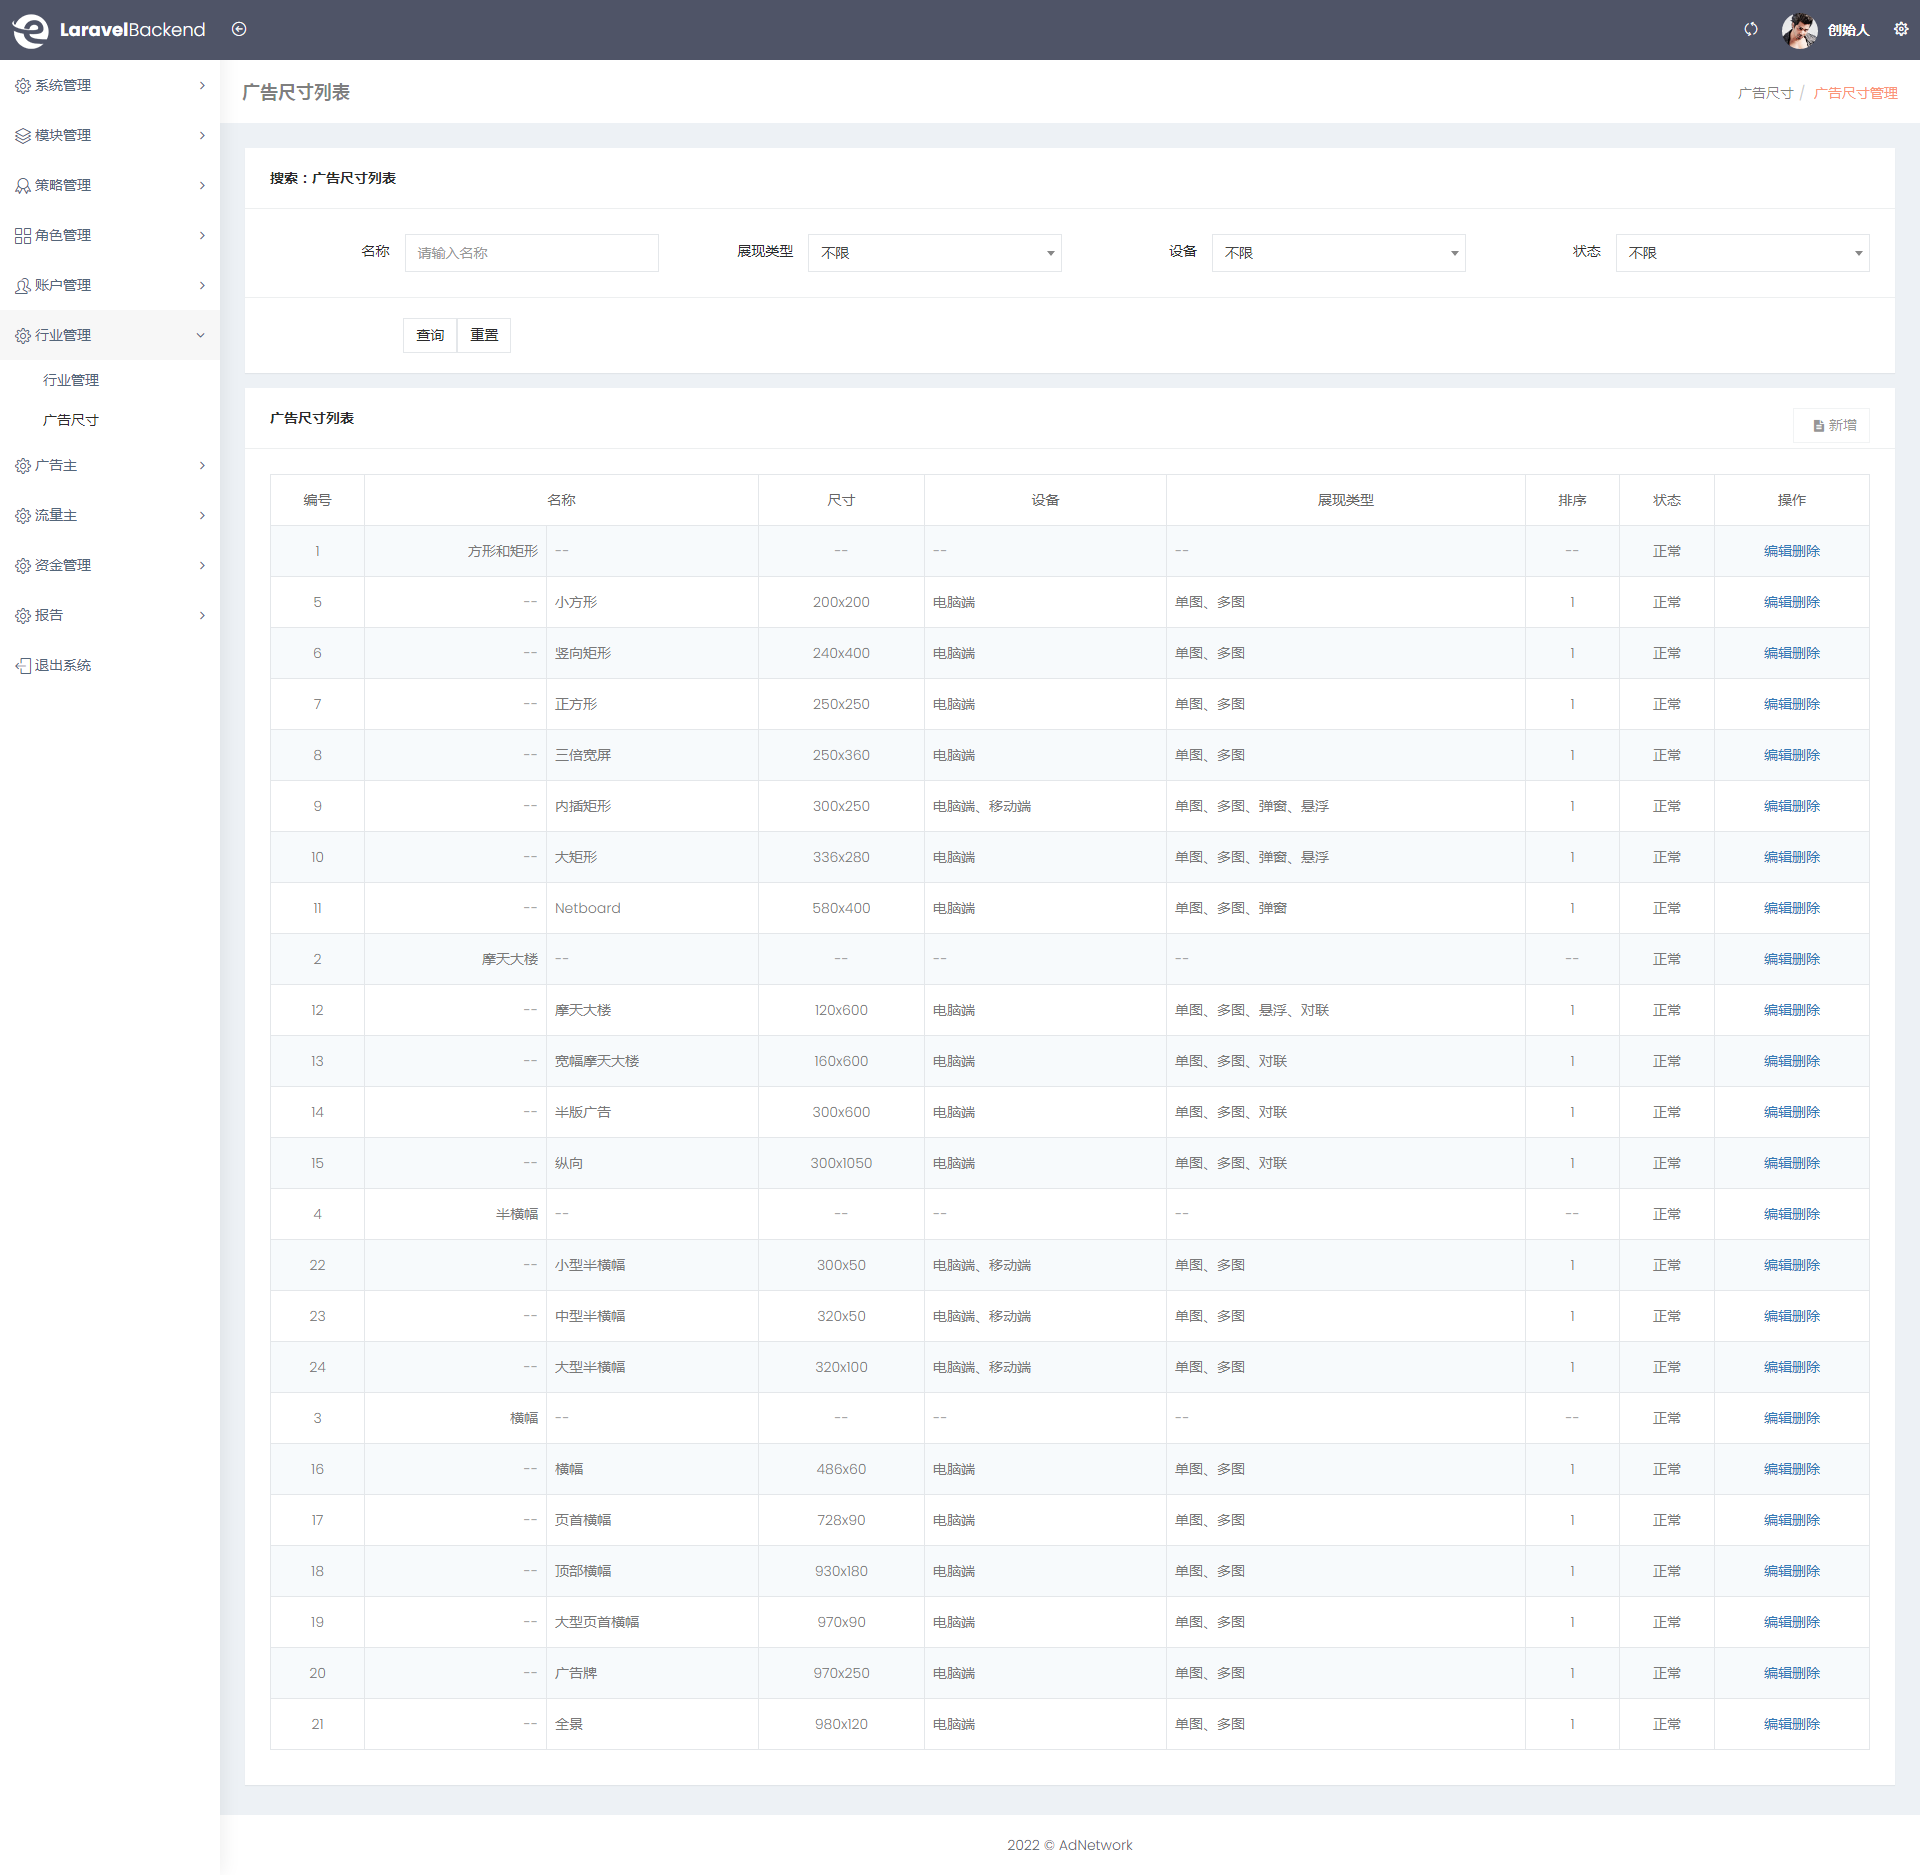 LaravelBackend
创始人
系统管理
模块管理
策略管理
角色管理
账户管理
行业管理
行业管理
广告尺寸
广告主
流量主
资金管理
报告
退出系统
广告尺寸列表
广告尺寸 / 广告尺寸管理
搜索：广告尺寸列表
名称 请输入名称 展现类型 不限 设备 不限 状态 不限
查询 重置
广告尺寸列表
新增
编号 名称 尺寸 设备 展现类型 排序 状态 操作
1 方形和矩形 -- -- -- -- -- 正常 编辑删除
5 -- 小方形 200x200 电脑端 单图、多图 1 正常 编辑删除
6 -- 竖向矩形 240x400 电脑端 单图、多图 1 正常 编辑删除
7 -- 正方形 250x250 电脑端 单图、多图 1 正常 编辑删除
8 -- 三倍宽屏 250x360 电脑端 单图、多图 1 正常 编辑删除
9 -- 内插矩形 300x250 电脑端、移动端 单图、多图、弹窗、悬浮 1 正常 编辑删除
10 -- 大矩形 336x280 电脑端 单图、多图、弹窗、悬浮 1 正常 编辑删除
11 -- Netboard 580x400 电脑端 单图、多图、弹窗 1 正常 编辑删除
2 摩天大楼 -- -- -- -- -- 正常 编辑删除
12 -- 摩天大楼 120x600 电脑端 单图、多图、悬浮、对联 1 正常 编辑删除
13 -- 宽幅摩天大楼 160x600 电脑端 单图、多图、对联 1 正常 编辑删除
14 -- 半版广告 300x600 电脑端 单图、多图、对联 1 正常 编辑删除
15 -- 纵向 300x1050 电脑端 单图、多图、对联 1 正常 编辑删除
4 半横幅 -- -- -- -- -- 正常 编辑删除
22 -- 小型半横幅 300x50 电脑端、移动端 单图、多图 1 正常 编辑删除
23 -- 中型半横幅 320x50 电脑端、移动端 单图、多图 1 正常 编辑删除
24 -- 大型半横幅 320x100 电脑端、移动端 单图、多图 1 正常 编辑删除
3 横幅 -- -- -- -- -- 正常 编辑删除
16 -- 横幅 486x60 电脑端 单图、多图 1 正常 编辑删除
17 -- 页首横幅 728x90 电脑端 单图、多图 1 正常 编辑删除
18 -- 顶部横幅 930x180 电脑端 单图、多图 1 正常 编辑删除
19 -- 大型页首横幅 970x90 电脑端 单图、多图 1 正常 编辑删除
20 -- 广告牌 970x250 电脑端 单图、多图 1 正常 编辑删除
21 -- 全景 980x120 电脑端 单图、多图 1 正常 编辑删除
2022 © AdNetwork